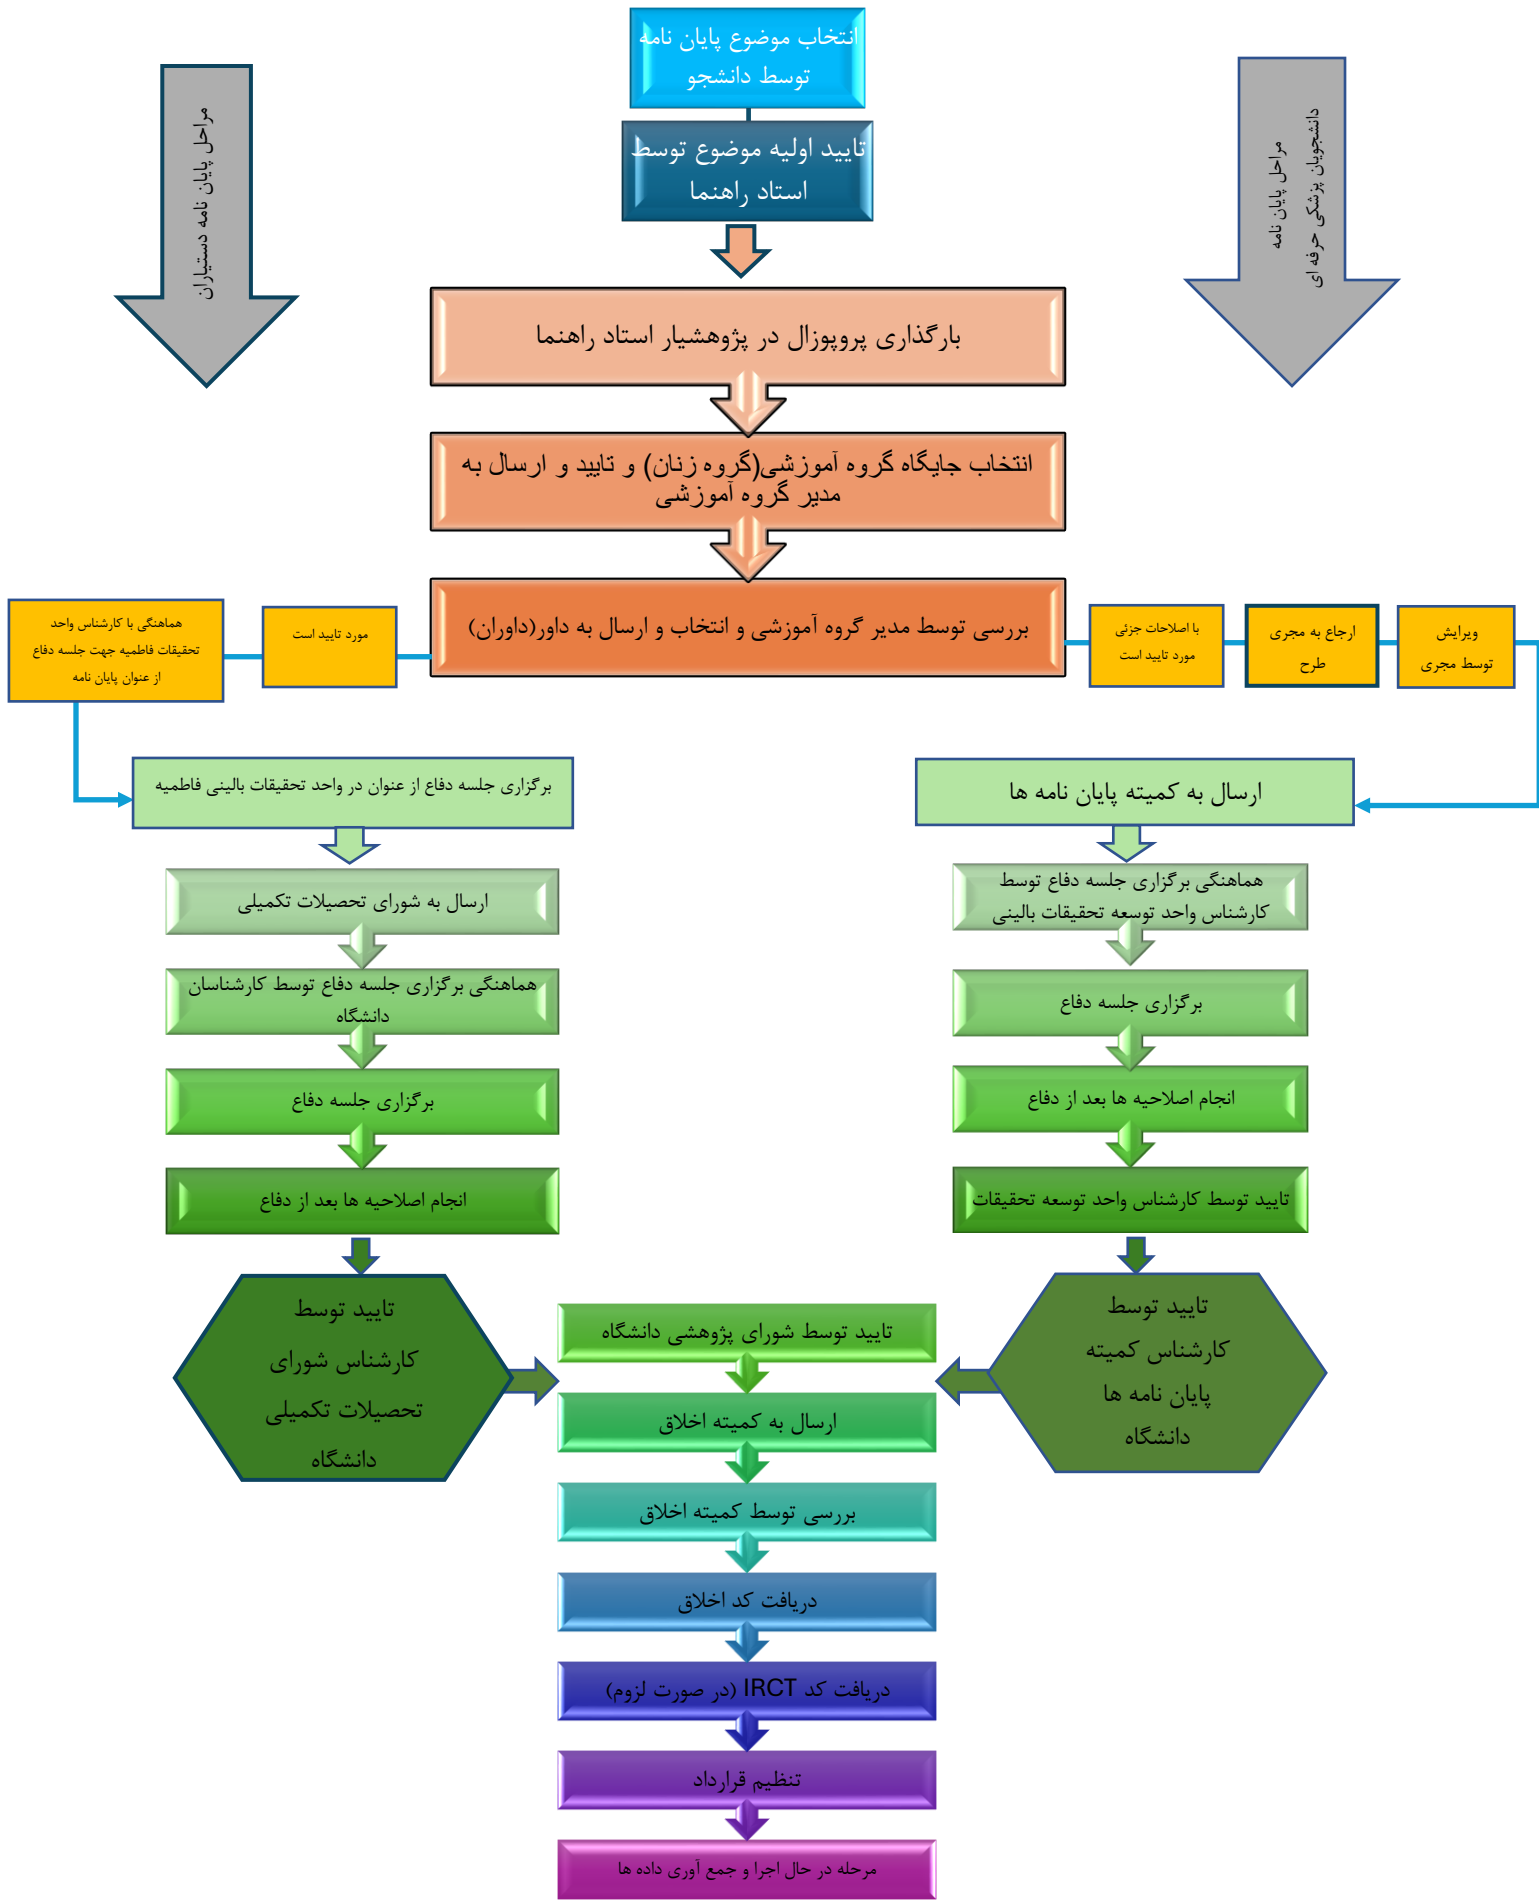 انتخاب موضوع پایان نامه
توسط دانشجو
تایید اولیه موضوع توسط
استاد راهنما
مراحل پایان نامه
دانشجویان پزشکی حرفه ای
مراحل پایان نامه دستیاران
بارگذاری پروپوزال در پژوهشیار استاد راهنما
انتخاب جایگاه گروه آموزشی(گروه زنان) و تایید و ارسال به
مدیر گروه آموزشی
بررسی توسط مدیر گروه آموزشی و انتخاب و ارسال به داور(داوران)
با اصلاحات جزئی
مورد تایید است
ارجاع به مجری
طرح
ویرایش
توسط مجری
مورد تایید است
هماهنگی با کارشناس واحد
تحقیقات فاطمیه جهت جلسه دفاع
از عنوان پایان نامه
ارسال به کمیته پایان نامه ها
هماهنگی برگزاری جلسه دفاع توسط
کارشناس واحد توسعه تحقیقات بالینی
برگزاری جلسه دفاع
انجام اصلاحیه ها بعد از دفاع
تایید توسط کارشناس واحد توسعه تحقیقات
تایید توسط
کارشناس کمیته
پایان نامه ها
دانشگاه
برگزاری جلسه دفاع از عنوان در واحد تحقیقات بالینی فاطمیه
ارسال به شورای تحصیلات تکمیلی
هماهنگی برگزاری جلسه دفاع توسط کارشناسان
دانشگاه
برگزاری جلسه دفاع
انجام اصلاحیه ها بعد از دفاع
تایید توسط
کارشناس شورای
تحصیلات تکمیلی
دانشگاه
تایید توسط شورای پژوهشی دانشگاه
ارسال به کمیته اخلاق
بررسی توسط کمیته اخلاق
دریافت کد اخلاق
دریافت کد IRCT (در صورت لزوم)
تنظیم قرارداد
مرحله در حال اجرا و جمع آوری داده ها